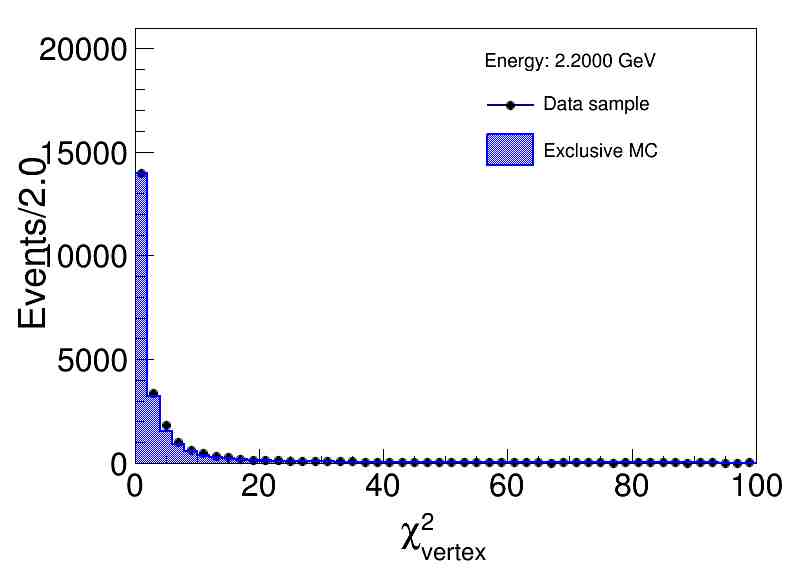 20000
15000
10000
5000
0
Events/2.0
Energy: 2.2000 GeV
Data sample
Exclusive MC
0 20 40 60 80 100
χ²vertex